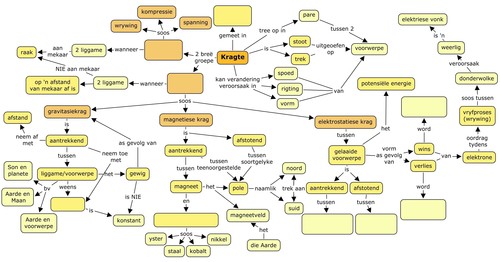 kompressie
wrywing
spanning
soos
wanneer
2 liggame
aan
mekaar
raak
NIE aan mekaar
2 breë
groepe
gemeet in
Kragte
tree op in
pare
tussen 2
stoot
trek
uitgeoefen
op
voorwerpe
kan verandering
veroorsaak in
spoed
rigting
vorm
van
elektriese vonk
is 'n
weerlig
veroorsaak
donderwolke
soos tussen
vryfproses
(wrywing)
oordrag
tydens
elektrone
op 'n afstand
van mekaar af is
2 liggame
wanneer
soos
gravitasiekrag
is
afstand
neem af
met
aantrekkend
tussen
neem toe
met
as gevolg
van
liggame/voorwerpe
gewig
Son en
planete
bv
Aarde en
Maan
Aarde en
voorwerpe
weens
is
is NIE
konstant
magnetiese krag
is
aantrekkend
afstotend
tussen
tussen
teenoorgestelde
tussen
soortgelyke
magneet
het
pole
naamlik
noord
trek aan
suid
en
het
magneetveld
het
die Aarde
soos
yster
staal
kobalt
nikkel
elektrostatiese krag
is
tussen
gelaaide
voorwerpe
het
potensiële energie
is
aantrekkend
afstotend
tussen
tussen
vorm
as gevolg
van
word
wins
van
verlies
word